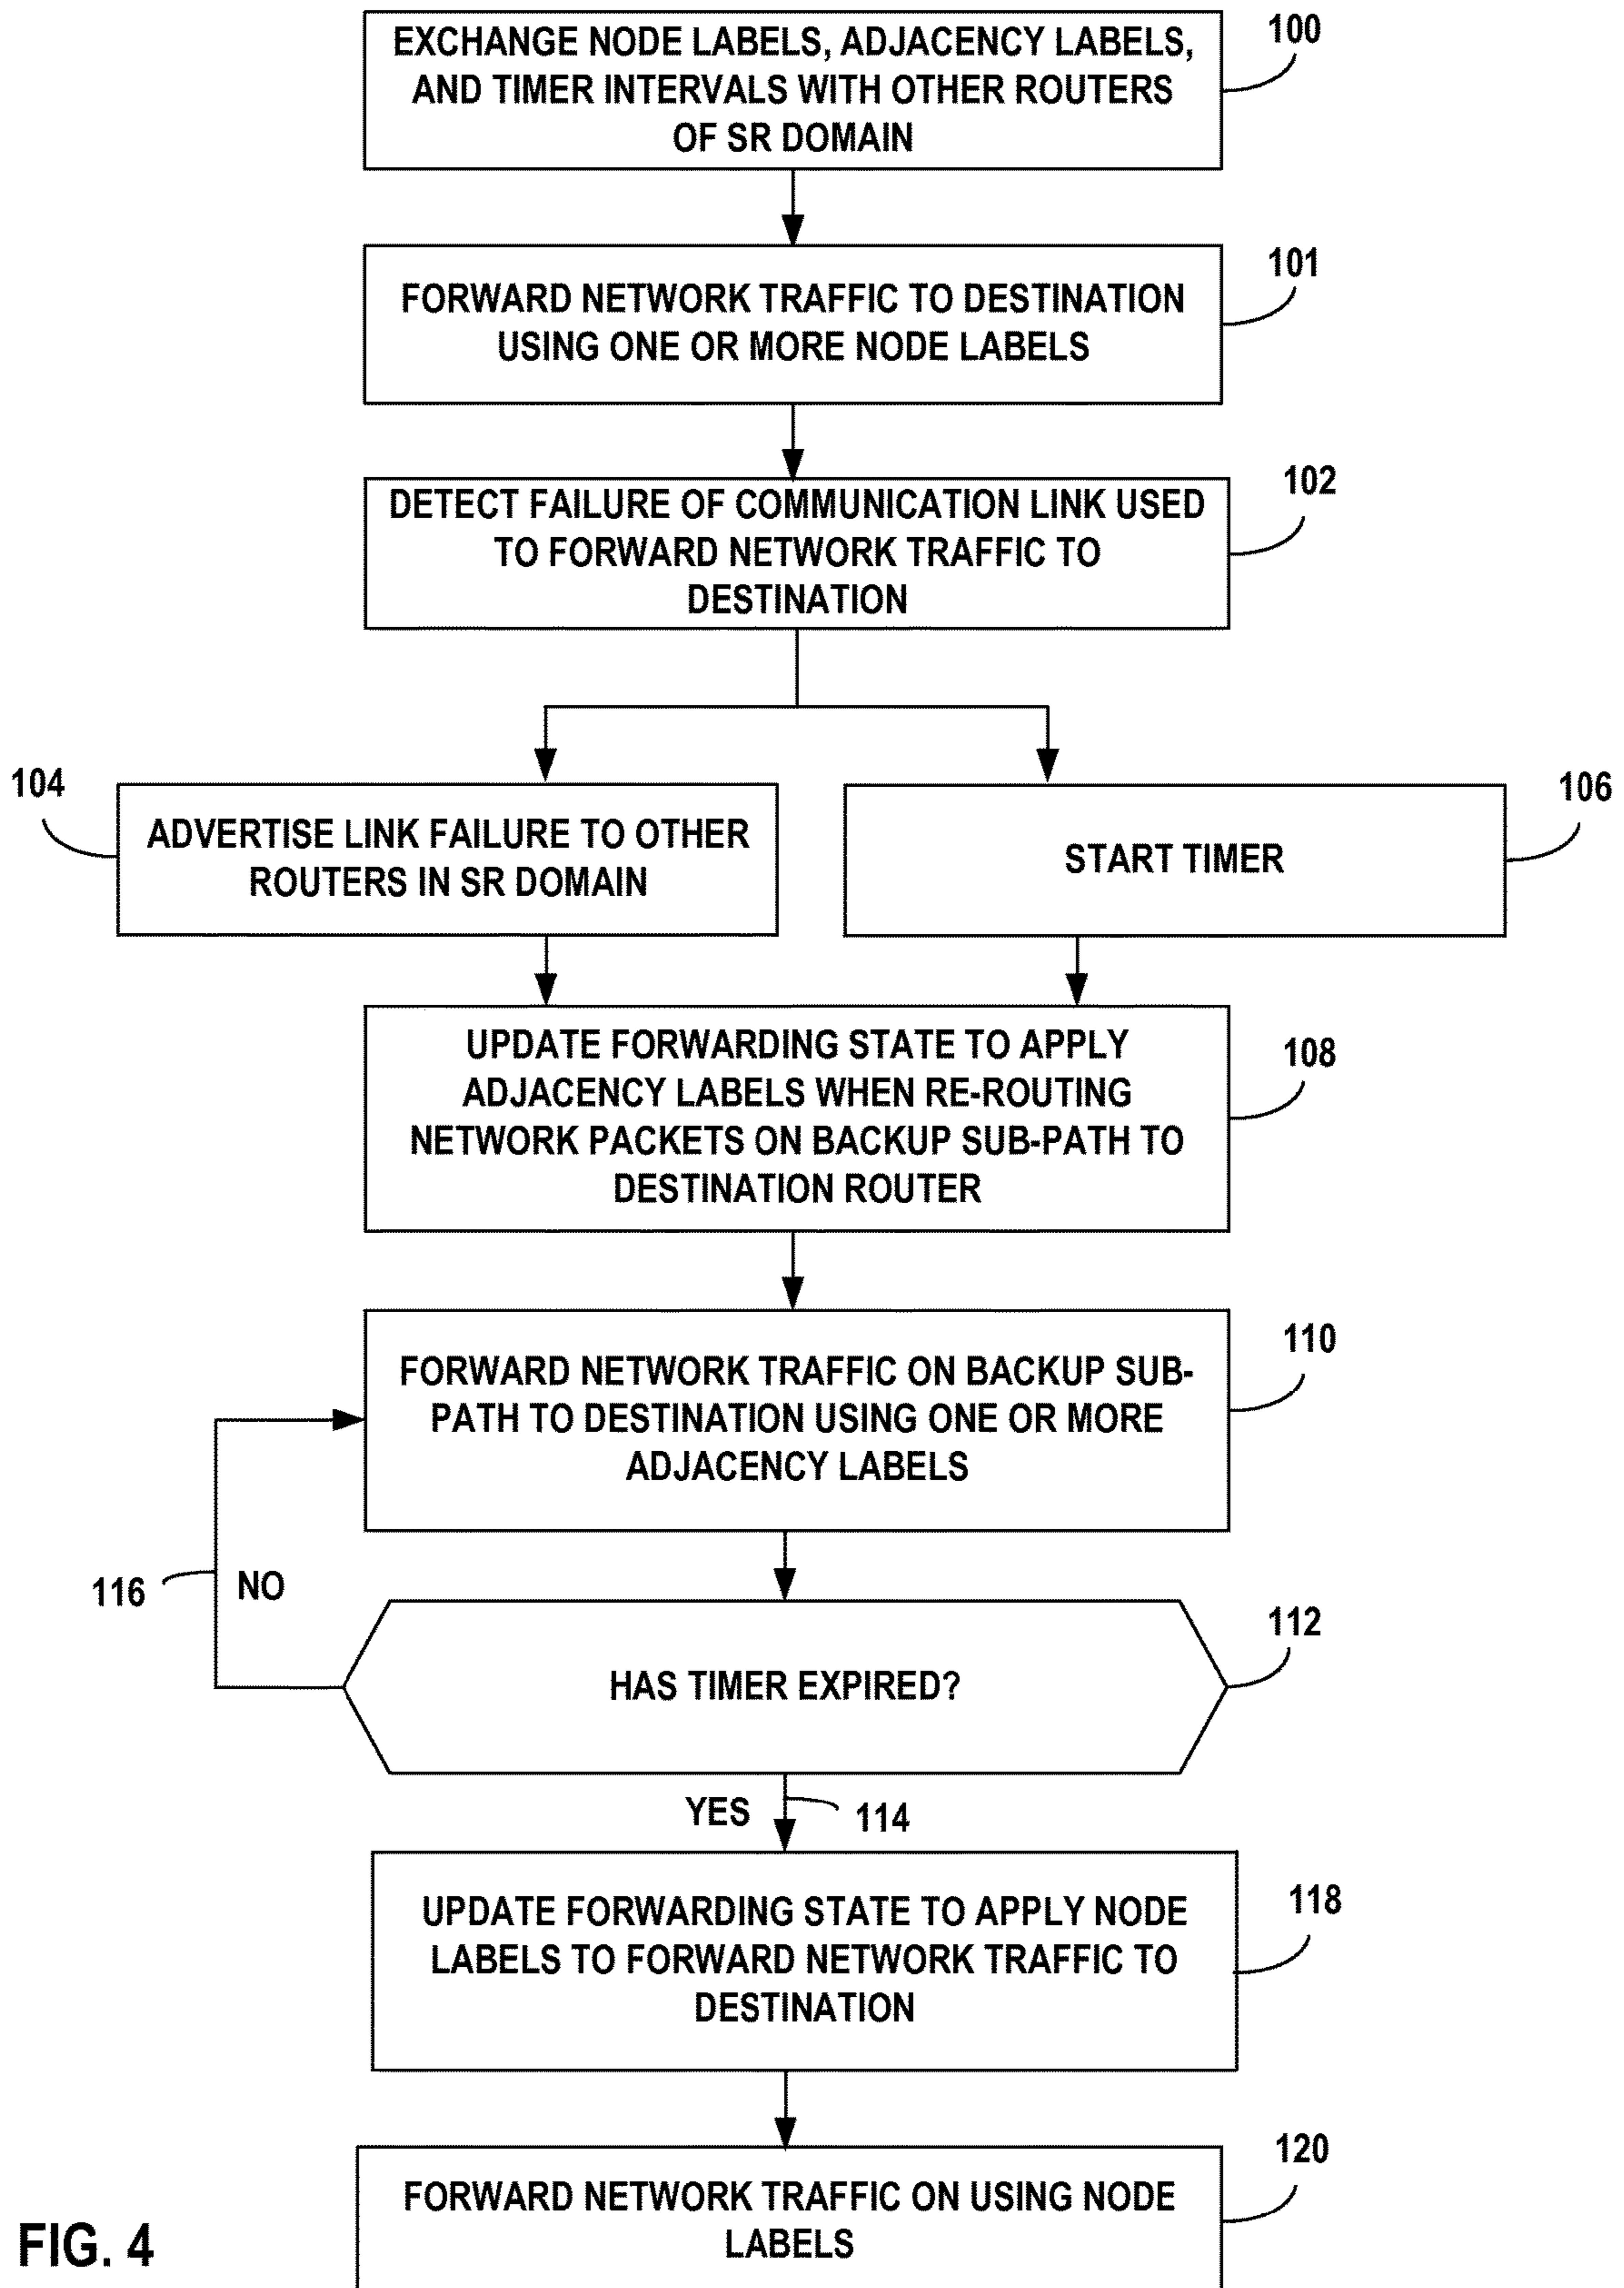 EXCHANGE NODE LABELS, ADJACENCY LABELS,
AND TIMER INTERVALS WITH OTHER ROUTERS
OF SR DOMAIN
100
FORWARD NETWORK TRAFFIC TO DESTINATION
USING ONE OR MORE NODE LABELS
101
DETECT FAILURE OF COMMUNICATION LINK USED
TO FORWARD NETWORK TRAFFIC TO
DESTINATION
102
104
ADVERTISE LINK FAILURE TO OTHER
ROUTERS IN SR DOMAIN
START TIMER
106
UPDATE FORWARDING STATE TO APPLY
ADJACENCY LABELS WHEN RE-ROUTING
NETWORK PACKETS ON BACKUP SUB-PATH TO
DESTINATION ROUTER
108
FORWARD NETWORK TRAFFIC ON BACKUP SUB-
PATH TO DESTINATION USING ONE OR MORE
ADJACENCY LABELS
110
116
NO
HAS TIMER EXPIRED?
112
YES
114
UPDATE FORWARDING STATE TO APPLY NODE
LABELS TO FORWARD NETWORK TRAFFIC TO
DESTINATION
118
FORWARD NETWORK TRAFFIC ON USING NODE
LABELS
120
FIG. 4